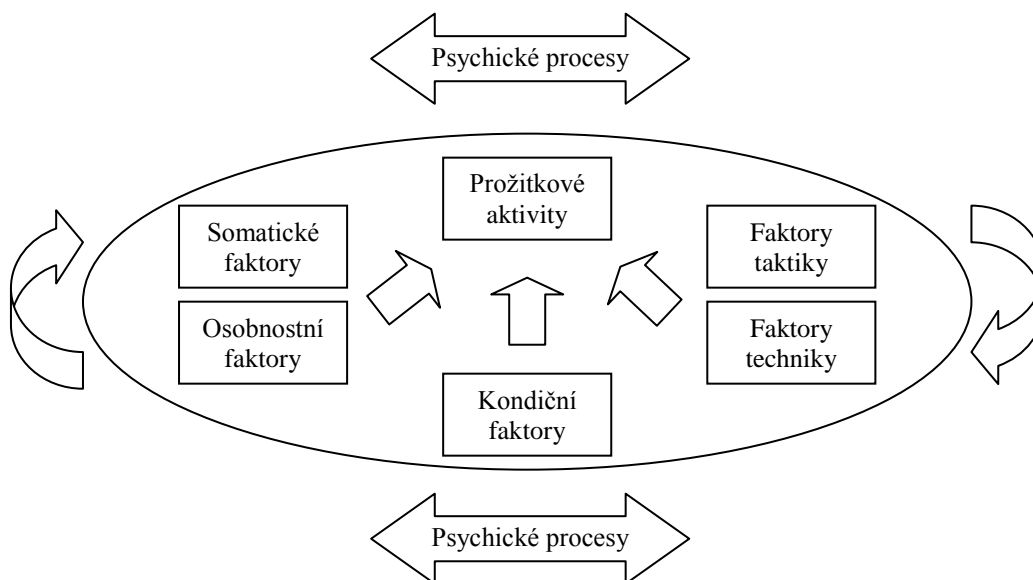 Psychické procesy
Prožitkové
aktivity
Somatické
faktory
Faktory
taktiky
Osobnostní
faktory
Faktory
techniky
Kondiční
faktory
Psychické procesy